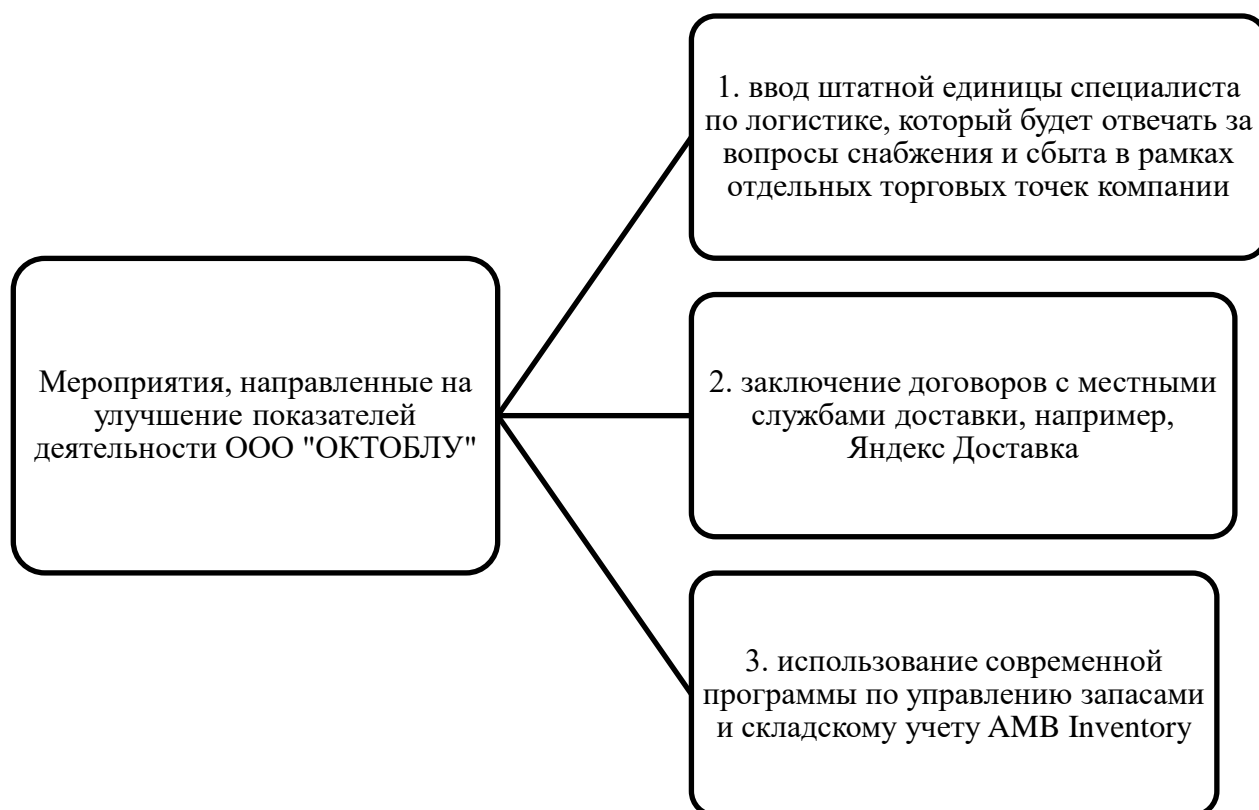 Мероприятия, направленные на
улучшение показателей
деятельности ООО "ОКТОБЛУ"
1. ввод штатной единицы специалиста
по логистике, который будет отвечать за
вопросы снабжения и сбыта в рамках
отдельных торговых точек компании
2. заключение договоров с местными
службами доставки, например,
Яндекс Доставка
3. использование современной
программы по управлению запасами
и складскому учету AMB Inventory